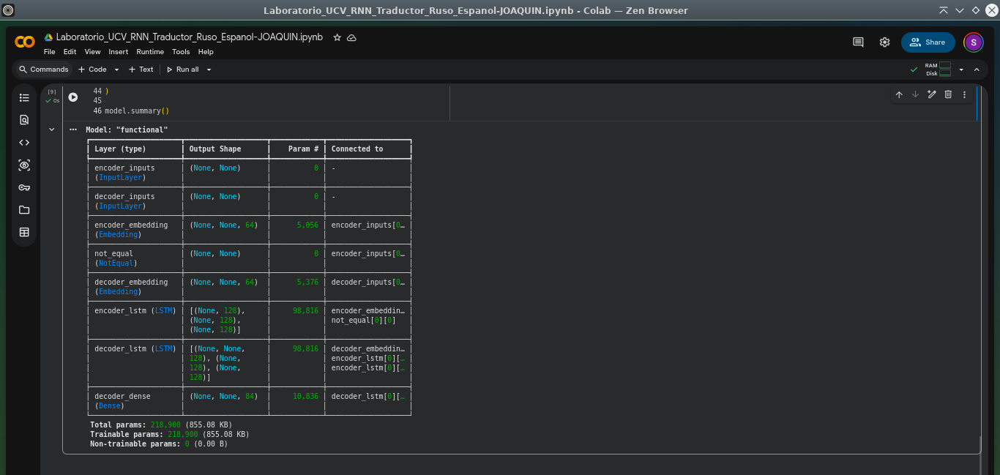 Laboratorio_UCV_RNN_Traductor_Ruso_Espanol-JOAQUIN.ipynb - Colab — Zen Browser
Laboratorio_UCV_RNN_Traductor_Ruso_Espanol-JOAQUIN.ipynb
File Edit View Insert Runtime Tools Help
Share
S
Commands + Code + Text Run all
RAM
Disk
[9]
0s
44 )
45
46 model.summary()
Model: "functional"
Layer (type) Output Shape Param # Connected to
encoder_inputs (None, None) 0 -
(InputLayer)
decoder_inputs (None, None) 0 -
(InputLayer)
encoder_embedding (None, None, 64) 5,056 encoder_inputs[0…
(Embedding)
not_equal (None, None) 0 encoder_inputs[0…
(NotEqual)
decoder_embedding (None, None, 64) 5,376 decoder_inputs[0…
(Embedding)
encoder_lstm (LSTM) [(None, 128), 98,816 encoder_embeddin…
(None, 128), not_equal[0][0]
(None, 128)]
decoder_lstm (LSTM) [(None, None, 98,816 decoder_embeddin…
128), (None, encoder_lstm[0][…
128), (None, encoder_lstm[0][…
128)]
decoder_dense (None, None, 84) 10,836 decoder_lstm[0][…
(Dense)
Total params: 218,900 (855.08 KB)
Trainable params: 218,900 (855.08 KB)
Non-trainable params: 0 (0.00 B)